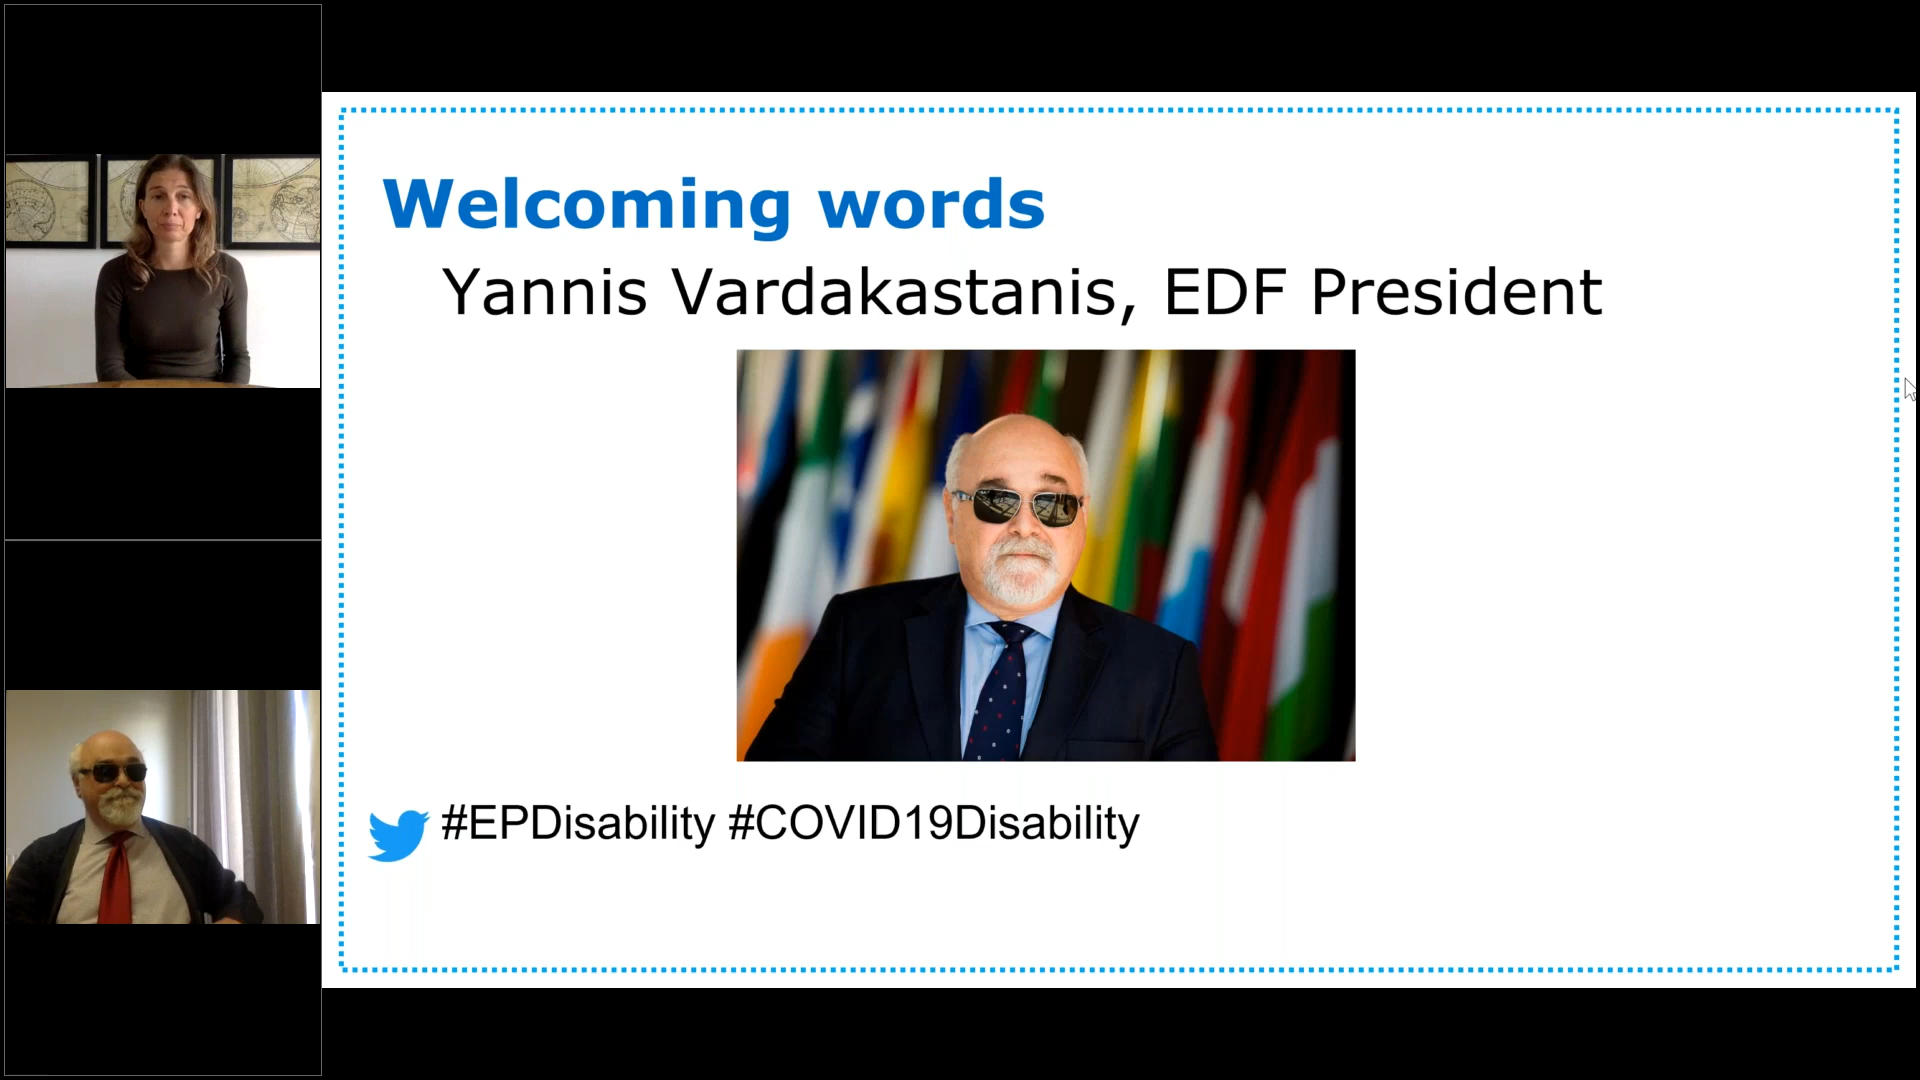 Welcoming words
Yannis Vardakastanis, EDF President
#EPDisability #COVID19Disability